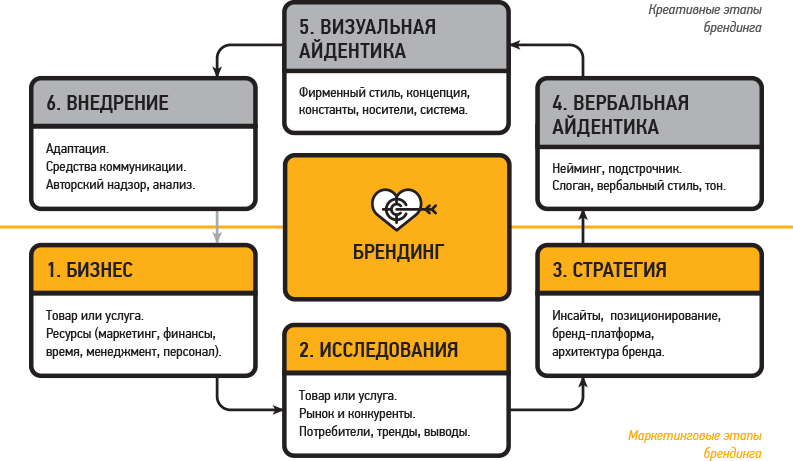 Креативные этапы
брендинга
5. ВИЗУАЛЬНАЯ
АЙДЕНТИКА
Фирменный стиль, концепция,
константы, носители, система.
6. ВНЕДРЕНИЕ
Адаптация.
Средства коммуникации.
Авторский надзор, анализ.
4. ВЕРБАЛЬНАЯ
АЙДЕНТИКА
Нейминг, подстрочник.
Слоган, вербальный стиль, тон.
БРЕНДИНГ
1. БИЗНЕС
Товар или услуга.
Ресурсы (маркетинг, финансы,
время, менеджмент, персонал).
2. ИССЛЕДОВАНИЯ
Товар или услуга.
Рынок и конкуренты.
Потребители, тренды, выводы.
3. СТРАТЕГИЯ
Инсайты, позиционирование,
бренд-платформа,
архитектура бренда.
Маркетинговые этапы
брендинга